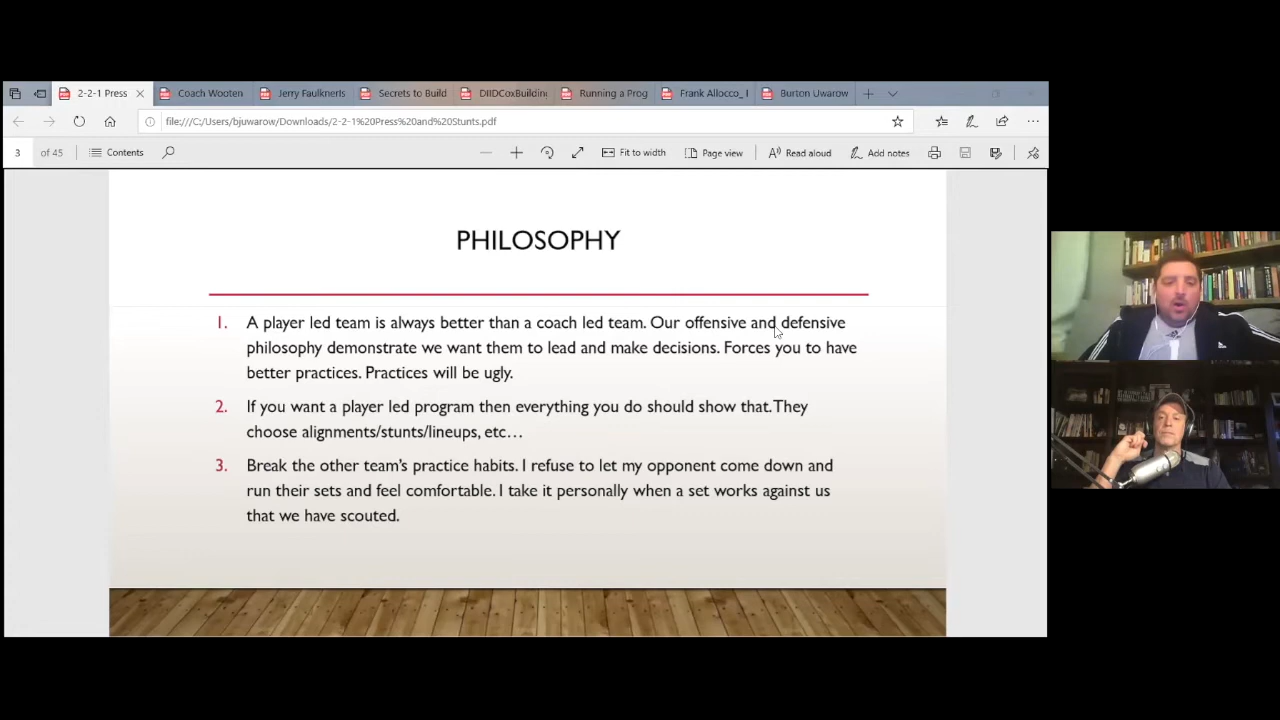 2-2-1 Press
Coach Wooten
Jerry Faulkneris
Secrets to Build
DIIDCoxBuilding
Running a Prog
Frank Allocco_
Burton Uwarow
file:///C:/Users/bjuwarow/Downloads/2-2-1%20Press%20and%20Stunts.pdf
3 of 45 Contents Fit to width Page view Read aloud Add notes
PHILOSOPHY
1. A player led team is always better than a coach led team. Our offensive and defensive
philosophy demonstrate we want them to lead and make decisions. Forces you to have
better practices. Practices will be ugly.
2. If you want a player led program then everything you do should show that. They
choose alignments/stunts/lineups, etc…
3. Break the other team's practice habits. I refuse to let my opponent come down and
run their sets and feel comfortable. I take it personally when a set works against us
that we have scouted.